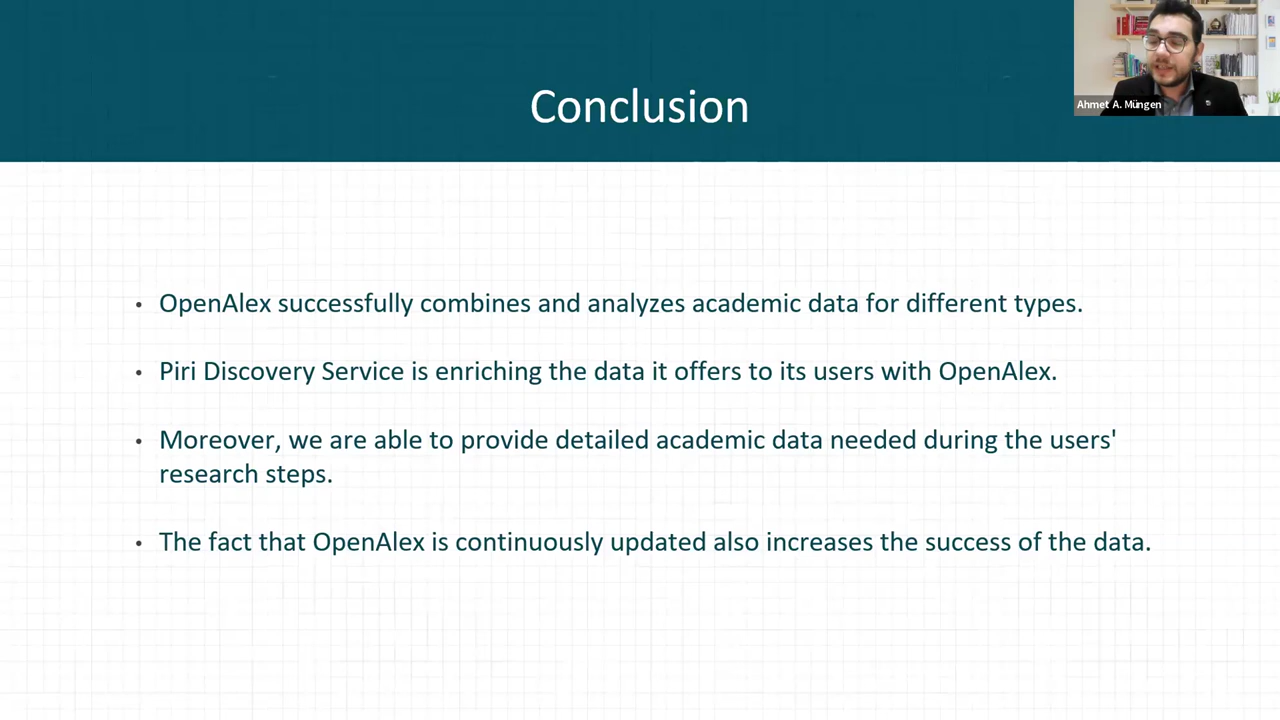 Conclusion
Ahmet A. Müngen
• OpenAlex successfully combines and analyzes academic data for different types.
• Piri Discovery Service is enriching the data it offers to its users with OpenAlex.
• Moreover, we are able to provide detailed academic data needed during the users'
research steps.
• The fact that OpenAlex is continuously updated also increases the success of the data.